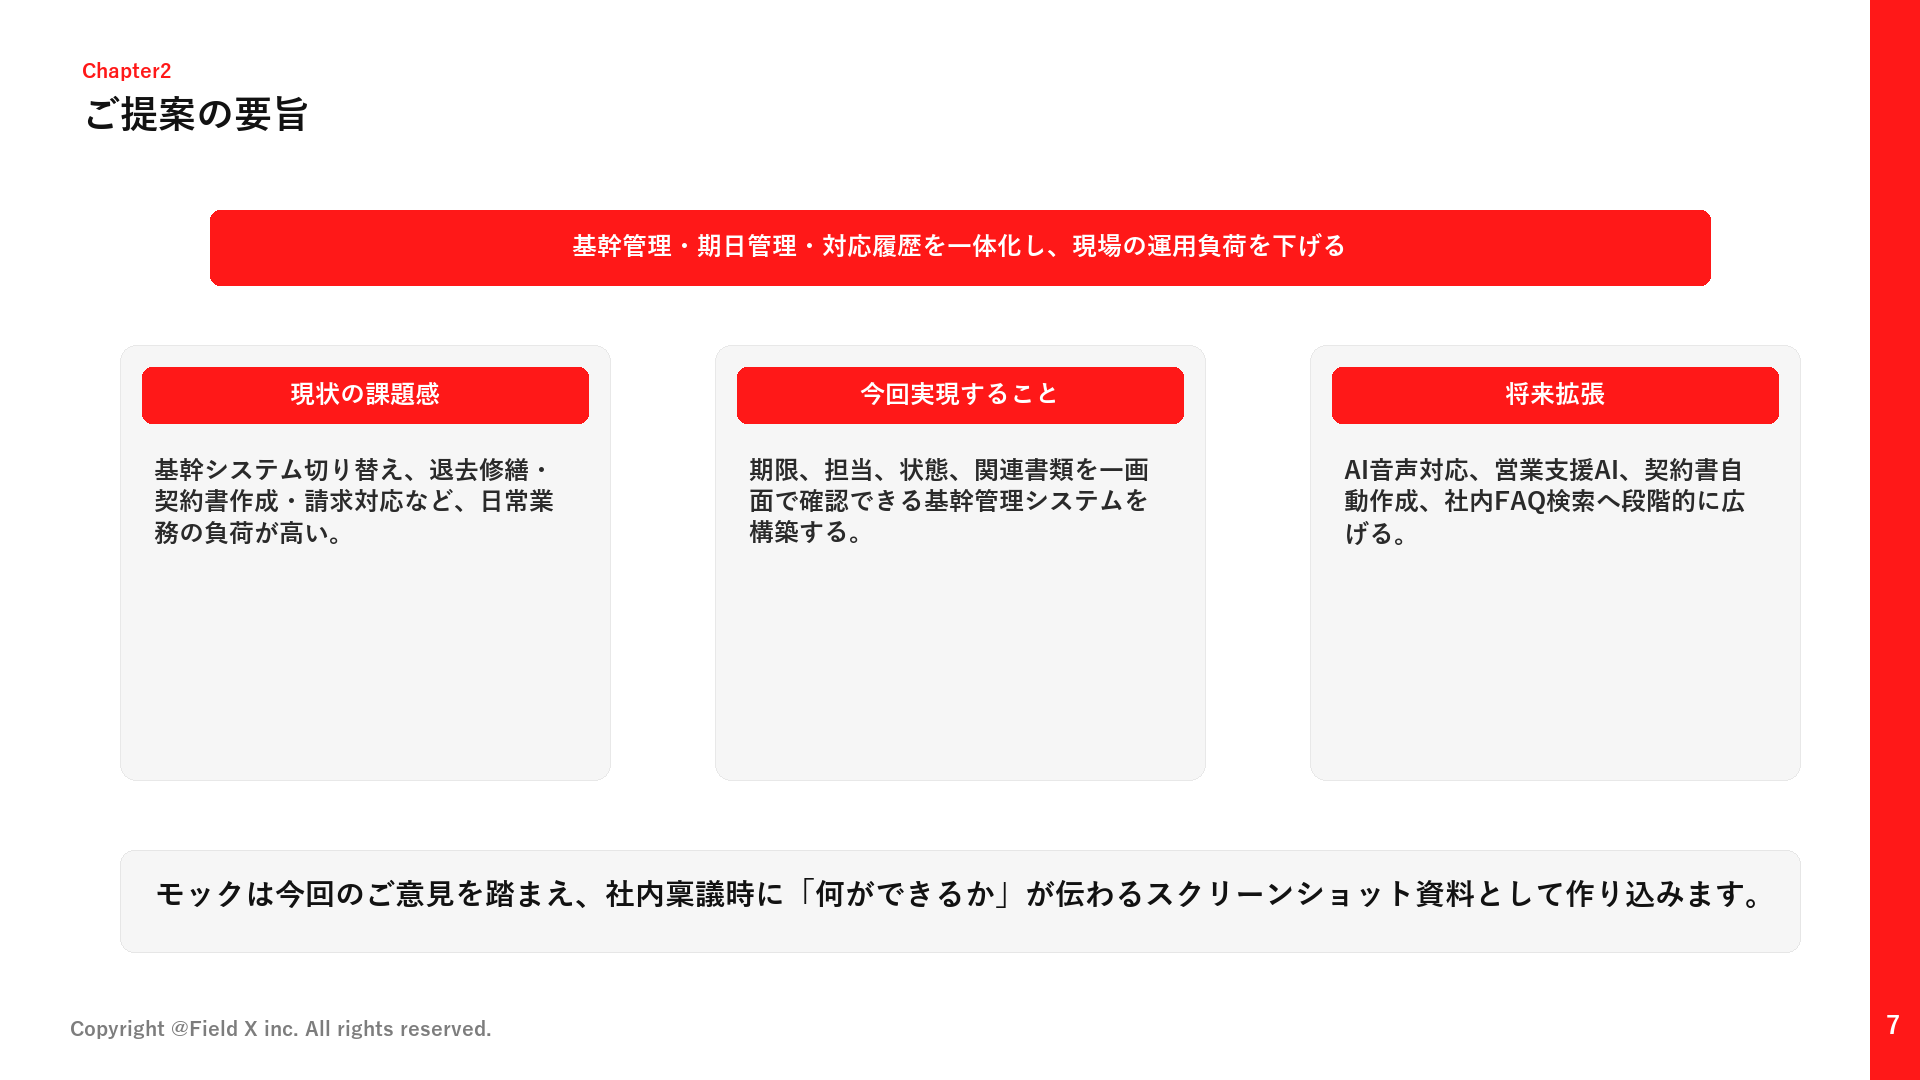 Chapter2
ご提案の要旨
基幹管理・期日管理・対応履歴を一体化し、現場の運用負荷を下げる
現状の課題感
基幹システム切り替え、退去修繕・
契約書作成・請求対応など、日常業
務の負荷が高い。
今回実現すること
期限、担当、状態、関連書類を一画
面で確認できる基幹管理システムを
構築する。
将来拡張
AI音声対応、営業支援AI、契約書自
動作成、社内FAQ検索へ段階的に広
げる。
モックは今回のご意見を踏まえ、社内稟議時に「何ができるか」が伝わるスクリーンショット資料として作り込みます。
Copyright @Field X inc. All rights reserved.
7